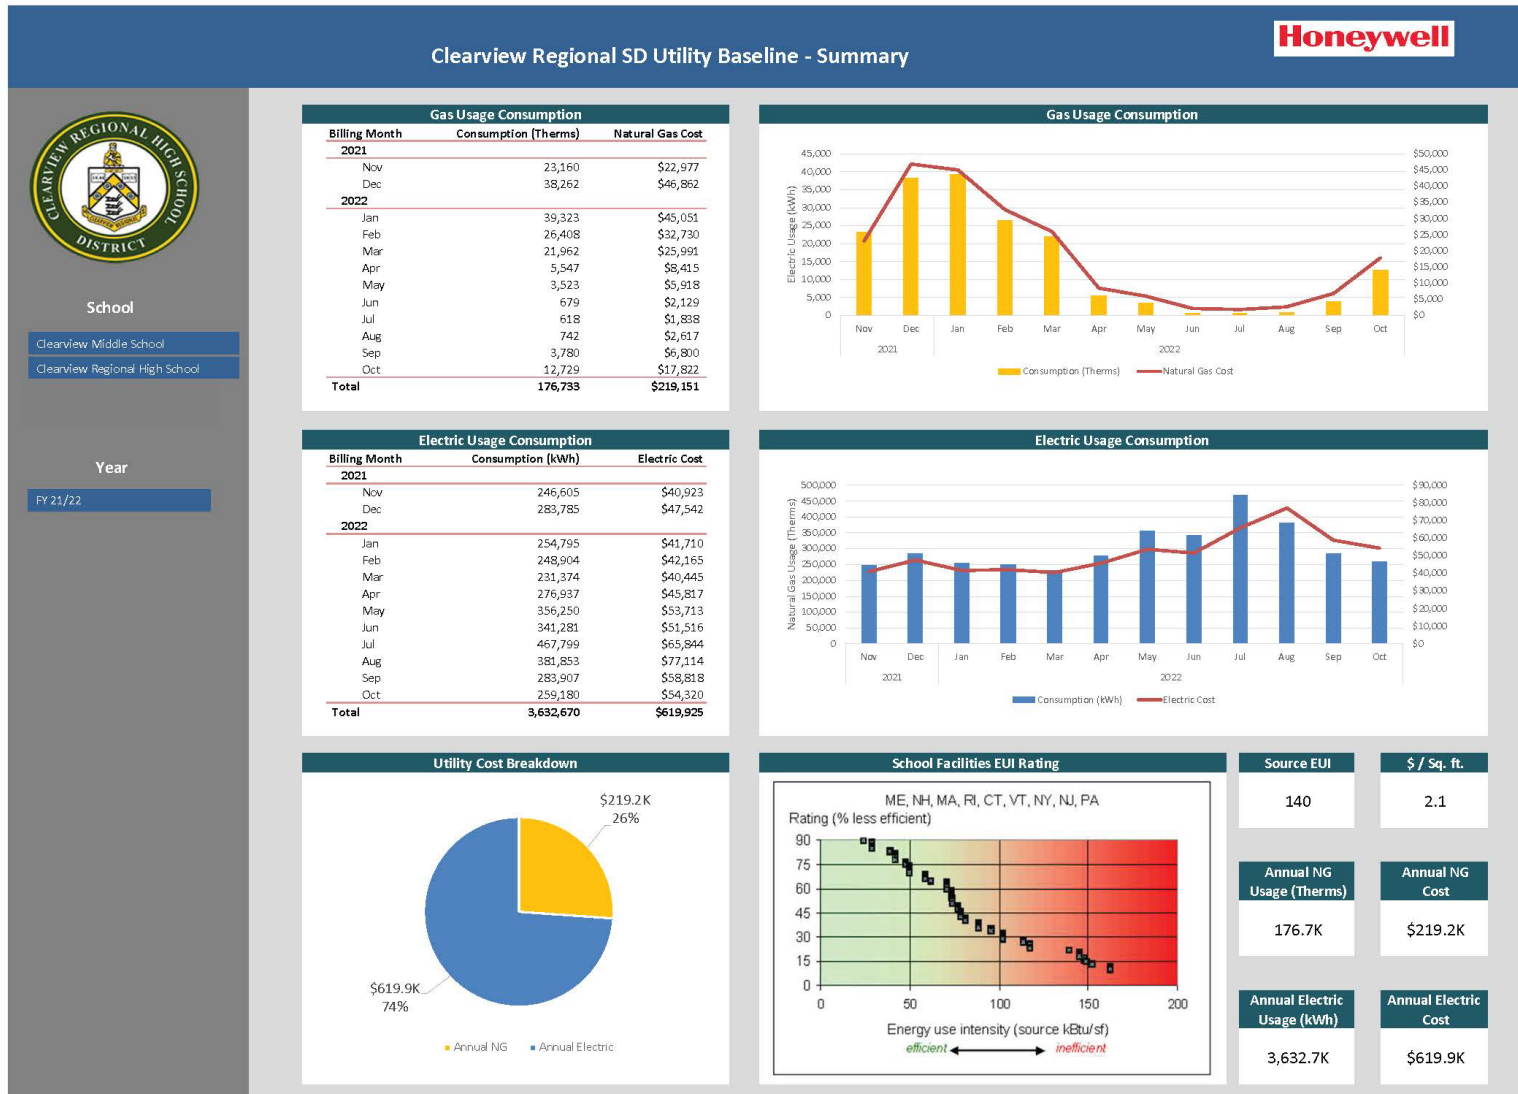 Clearview Regional SD Utility Baseline - Summary
Honeywell
CLEARVIEW REGIONAL HIGH SCHOOL
DISTRICT
School
Clearview Middle School
Clearview Regional High School
Year
FY 21/22
Gas Usage Consumption
Billing Month Consumption (Therms) Natural Gas Cost
2021
Nov 23,160 $22,977
Dec 38,262 $46,862
2022
Jan 39,323 $45,051
Feb 26,408 $32,730
Mar 21,962 $25,991
Apr 5,547 $8,415
May 3,523 $5,918
Jun 679 $2,129
Jul 618 $1,838
Aug 742 $2,617
Sep 3,780 $6,800
Oct 12,729 $17,822
Total 176,733 $219,151
Gas Usage Consumption
Electric Usage (kWh)
45,000
40,000
35,000
30,000
25,000
20,000
15,000
10,000
5,000
0
$50,000
$45,000
$40,000
$35,000
$30,000
$25,000
$20,000
$15,000
$10,000
$5,000
$0
Nov Dec Jan Feb Mar Apr May Jun Jul Aug Sep Oct
2021 2022
Consumption (Therms) Natural Gas Cost
Electric Usage Consumption
Billing Month Consumption (kWh) Electric Cost
2021
Nov 246,605 $40,923
Dec 283,785 $47,542
2022
Jan 254,795 $41,710
Feb 248,904 $42,165
Mar 231,374 $40,445
Apr 276,937 $45,817
May 356,250 $53,713
Jun 341,281 $51,516
Jul 467,799 $65,844
Aug 381,853 $77,114
Sep 283,907 $58,818
Oct 259,180 $54,320
Total 3,632,670 $619,925
Electric Usage Consumption
Natural Gas Usage (Therms)
500,000
450,000
400,000
350,000
300,000
250,000
200,000
150,000
100,000
50,000
0
$90,000
$80,000
$70,000
$60,000
$50,000
$40,000
$30,000
$20,000
$10,000
$0
Nov Dec Jan Feb Mar Apr May Jun Jul Aug Sep Oct
2021 2022
Consumption (kWh) Electric Cost
Utility Cost Breakdown
$219.2K
26%
$619.9K
74%
Annual NG Annual Electric
School Facilities EUI Rating
ME, NH, MA, RI, CT, VT, NY, NJ, PA
Rating (% less efficient)
90
75
60
45
30
15
0
0 50 100 150 200
Energy use intensity (source kBtu/sf)
efficient inefficient
Source EUI
140
$ / Sq. ft.
2.1
Annual NG
Usage (Therms)
176.7K
Annual NG
Cost
$219.2K
Annual Electric
Usage (kWh)
3,632.7K
Annual Electric
Cost
$619.9K